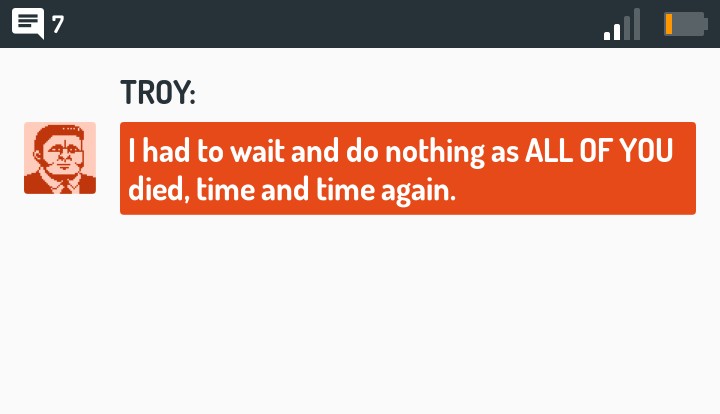 7
TROY:
I had to wait and do nothing as ALL OF YOU
died, time and time again.